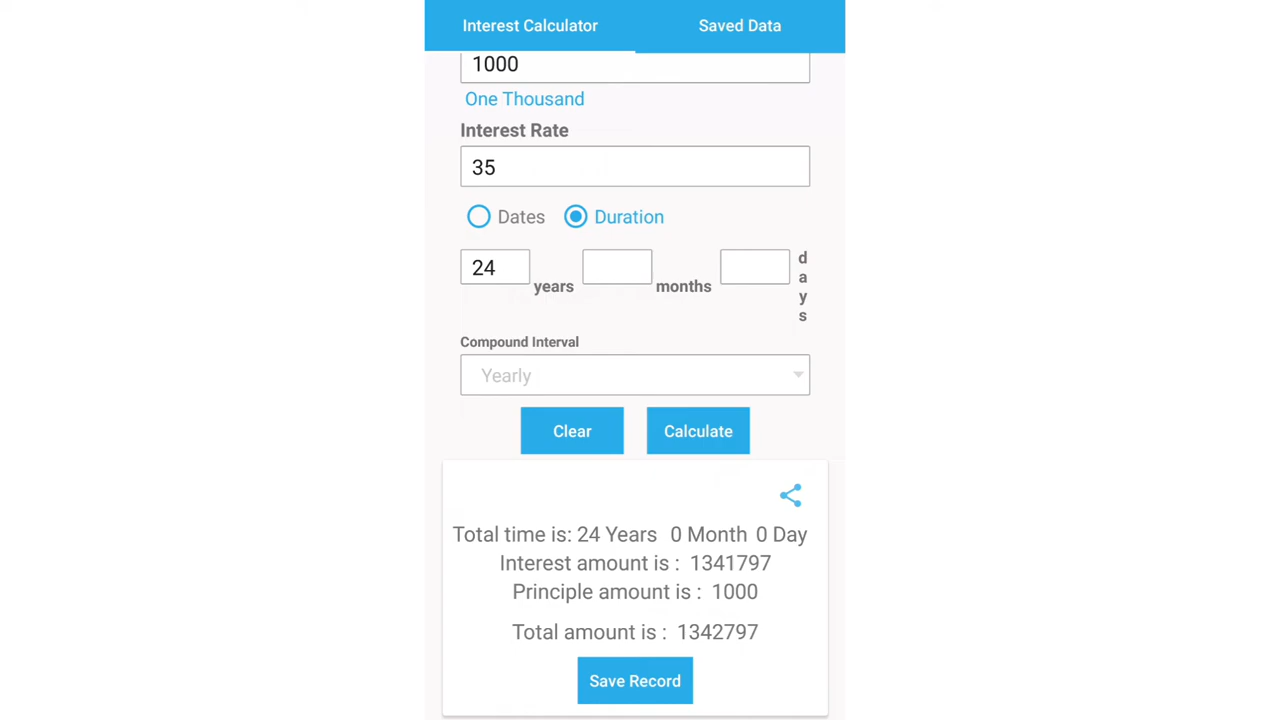 Interest Calculator Saved Data
1000
One Thousand
Interest Rate
35
Dates Duration
24 years months days
Compound Interval
Yearly
Clear Calculate
Total time is: 24 Years 0 Month 0 Day
Interest amount is : 1341797
Principle amount is : 1000
Total amount is : 1342797
Save Record